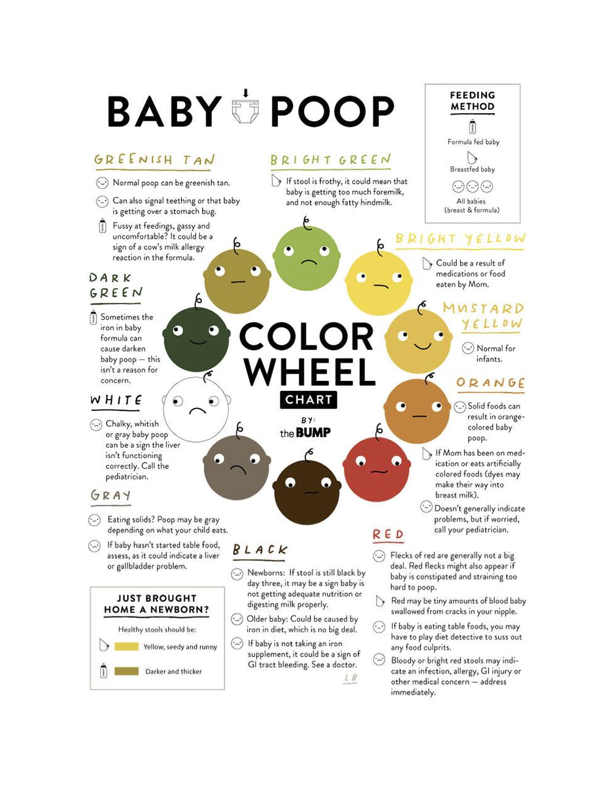 BABY POOP
FEEDING
METHOD
Formula fed baby
Breastfed baby
All babies
(breast & formula)
GREENISH TAN
Normal poop can be greenish tan.
Can also signal teething or that baby
is getting over a stomach bug.
Fussy at feedings, gassy and
uncomfortable? It could be a
sign of a cow's milk allergy
reaction in the formula.
BRIGHT GREEN
If stool is frothy, it could mean that
baby is getting too much foremilk,
and not enough fatty hindmilk.
BRIGHT YELLOW
Could be a result of
medications or food
eaten by Mom.
DARK
GREEN
Sometimes the
iron in baby
formula can
cause darken
baby poop — this
isn't a reason for
concern.
MUSTARD
YELLOW
Normal for
infants.
COLOR
WHEEL
CHART
BY:
the BUMP
WHITE
Chalky, whitish
or gray baby poop
can be a sign the liver
isn't functioning
correctly. Call the
pediatrician.
ORANGE
Solid foods can
result in orange-
colored baby
poop.
If Mom has been on med-
ication or eats artificially
colored foods (dyes may
make their way into
breast milk).
Doesn't generally indicate
problems, but if worried,
call your pediatrician.
GRAY
Eating solids? Poop may be gray
depending on what your child eats.
If baby hasn't started table food,
assess, as it could indicate a liver
or gallbladder problem.
BLACK
Newborns: If stool is still black by
day three, it may be a sign baby is
not getting adequate nutrition or
digesting milk properly.
Older baby: Could be caused by
iron in diet, which is no big deal.
If baby is not taking an iron
supplement, it could be a sign of
GI tract bleeding. See a doctor.
LB
RED
Flecks of red are generally not a big
deal. Red flecks might also appear if
baby is constipated and straining too
hard to poop.
Red may be tiny amounts of blood baby
swallowed from cracks in your nipple.
If baby is eating table foods, you may
have to play diet detective to suss out
any food culprits.
Bloody or bright red stools may indi-
cate an infection, allergy, GI injury or
other medical concern — address
immediately.
JUST BROUGHT
HOME A NEWBORN?
Healthy stools should be:
Yellow, seedy and runny
Darker and thicker